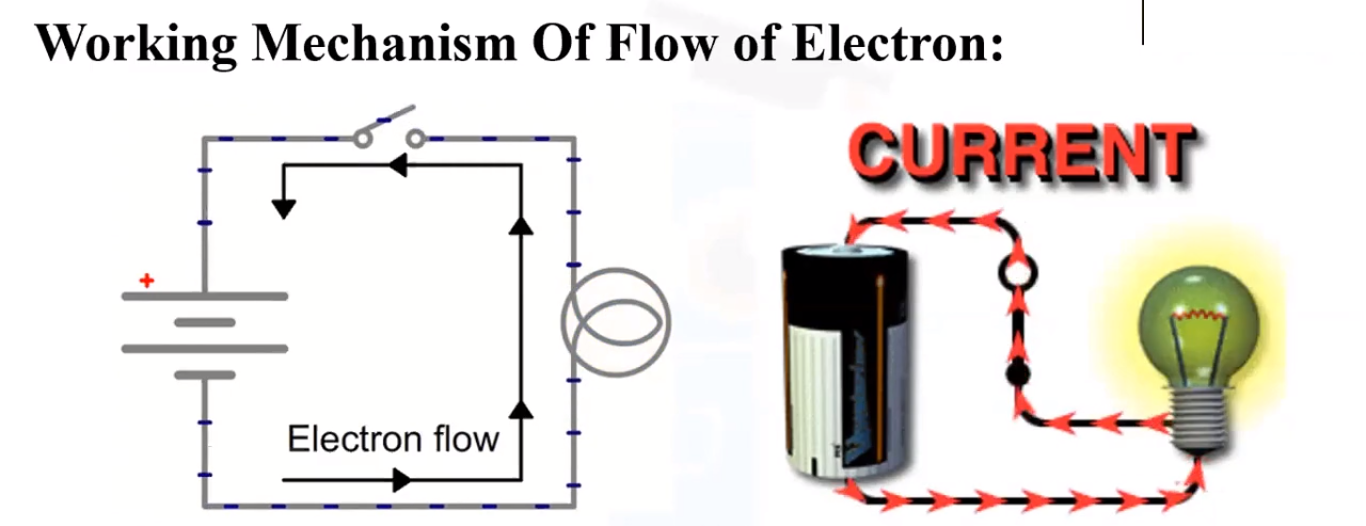 Working Mechanism Of Flow of Electron:
CURRENT
+
Electron flow